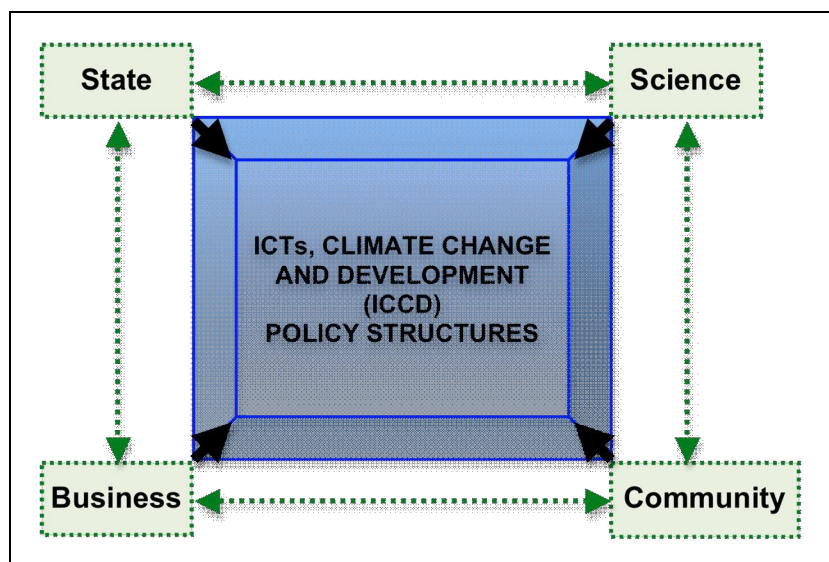 State
Science
ICTs, CLIMATE CHANGE
AND DEVELOPMENT
(ICCD)
POLICY STRUCTURES
Business
Community